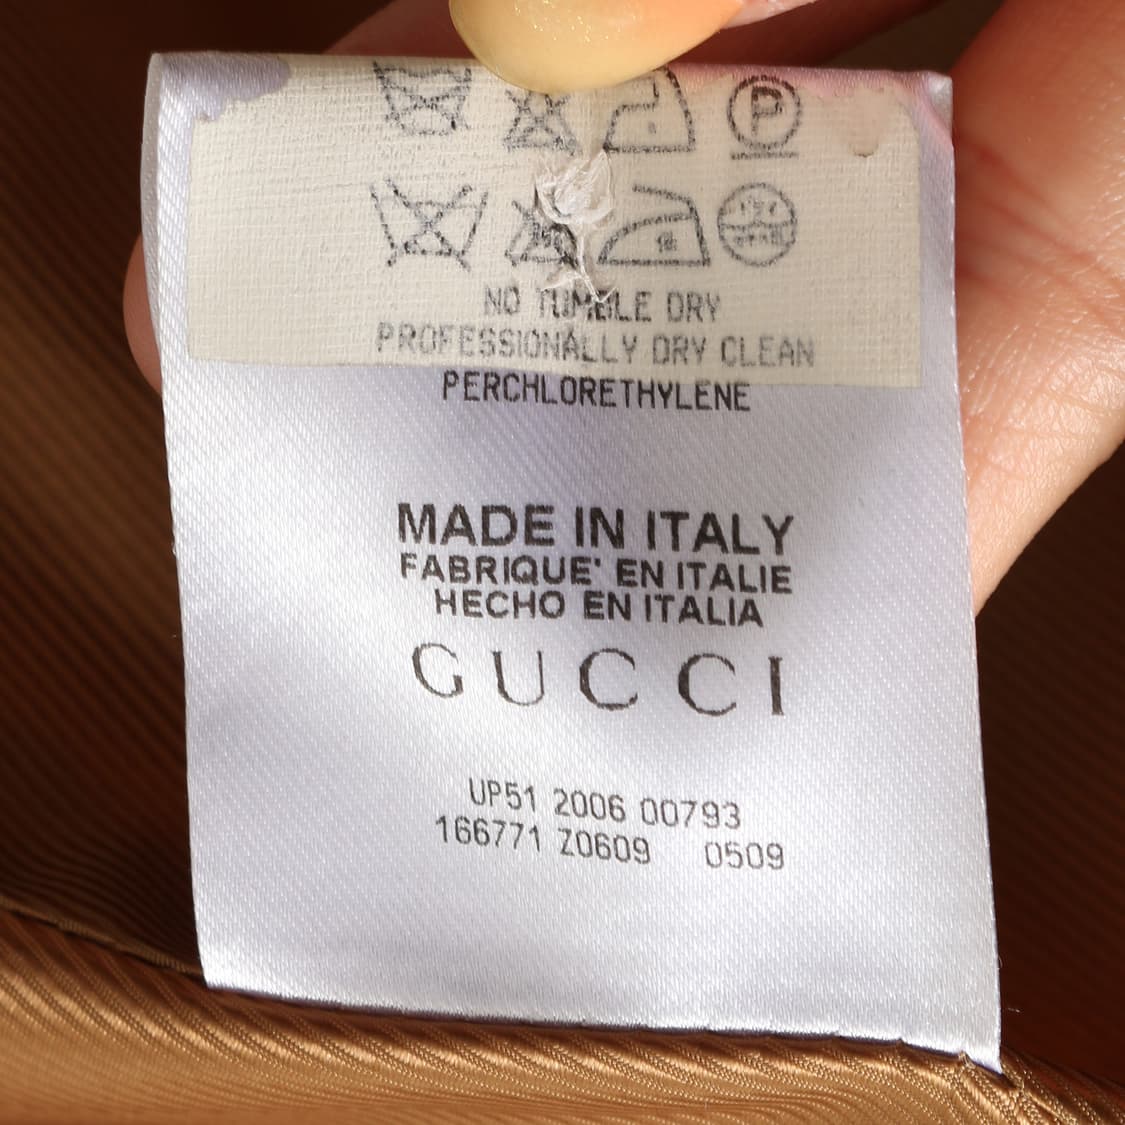 P
NO TUMBLE DRY
PROFESSIONALLY DRY CLEAN
PERCHLORETHYLENE
MADE IN ITALY
FABRIQUE' EN ITALIE
HECHO EN ITALIA
GUCCI
UP51 2006 00793
166771 Z0609 0509